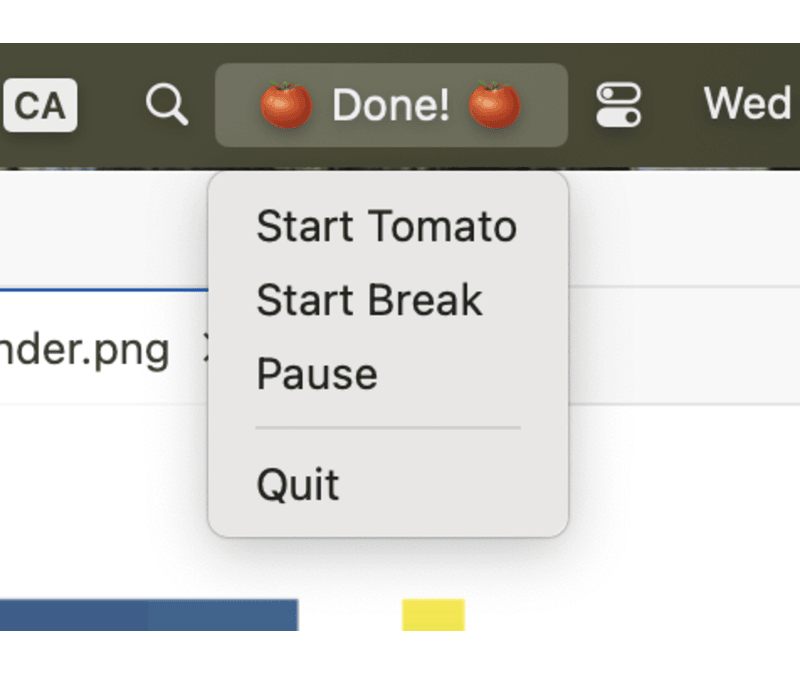 CA
🍅 Done! 🍅
Wed
Start Tomato
Start Break
nder.png
Pause
Quit